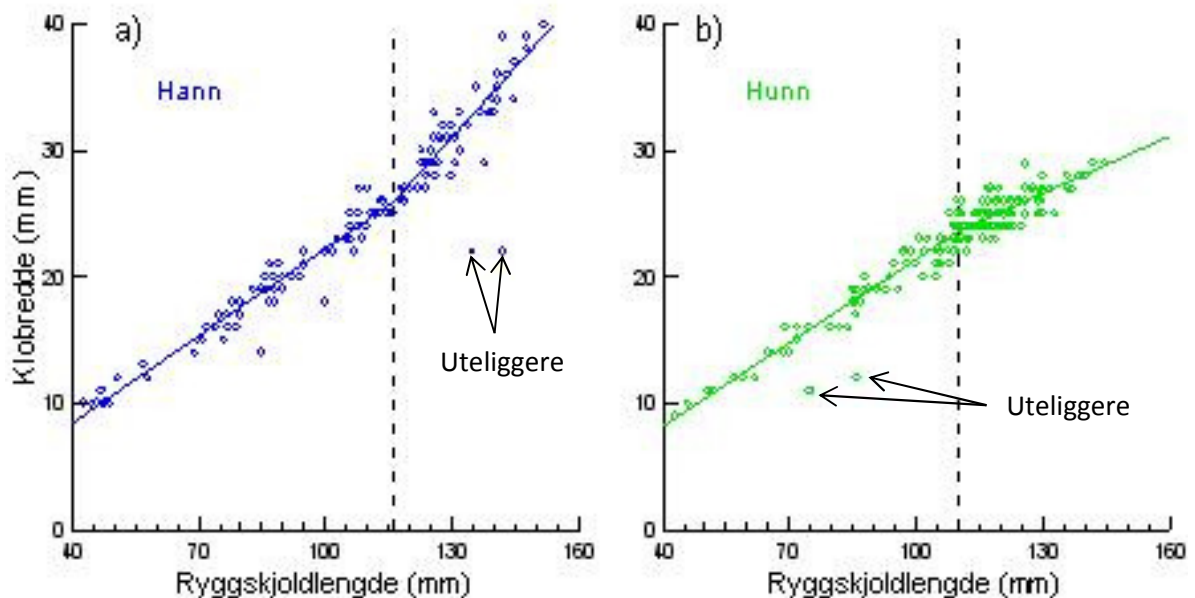 a)
Hann
Klobredde (mm)
40
30
20
10
0
Uteliggere
40 70 100 130 160
Ryggskjoldlengde (mm)
b)
Hunn
40
30
20
10
0
Uteliggere
40 70 100 130 160
Ryggskjoldlengde (mm)